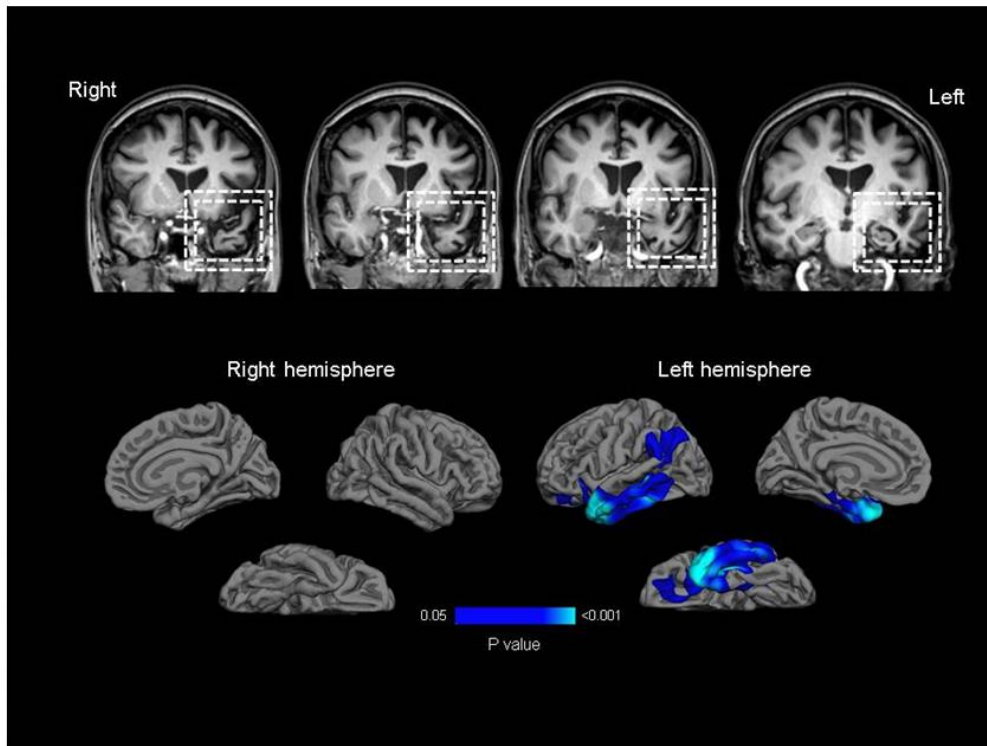 Right
Left
Right hemisphere
Left hemisphere
0.05
<0.001
P value